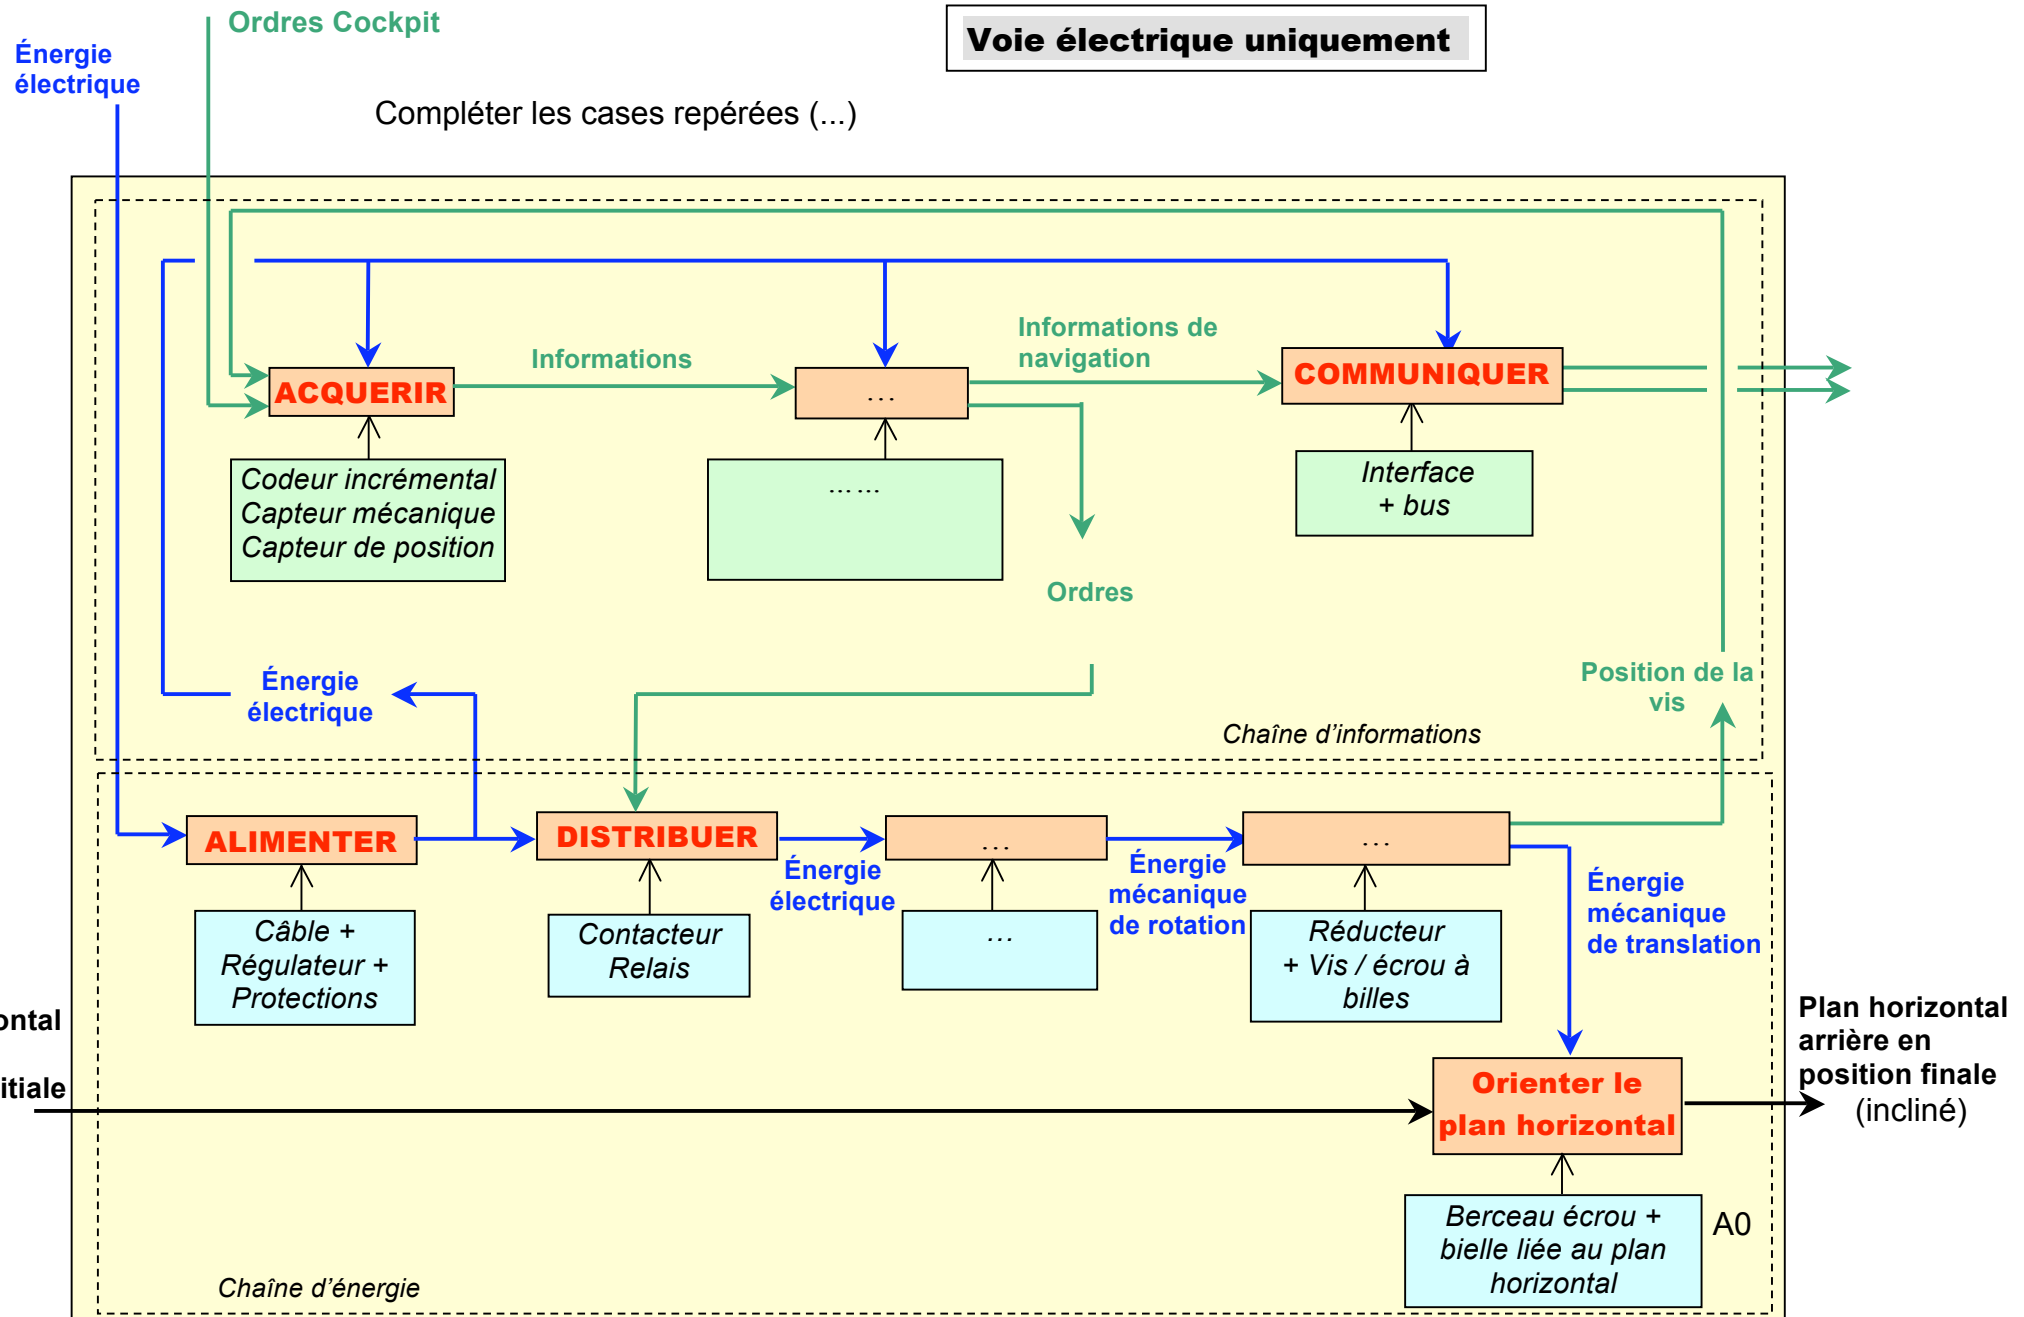 Ordres Cockpit
Voie électrique uniquement
Énergie
électrique
Compléter les cases repérées (...)
Informations
Informations de
navigation
ACQUERIR
...
COMMUNIQUER
Codeur incrémental
Capteur mécanique
Capteur de position
... ...
Interface
+ bus
Ordres
Énergie
électrique
Position de la
vis
Chaîne d'informations
ALIMENTER
DISTRIBUER
...
...
Énergie
électrique
Énergie
mécanique
de rotation
Énergie
mécanique
de translation
Câble +
Régulateur +
Protections
Contacteur
Relais
...
Réducteur
+ Vis / écrou à
billes
ontal
itiale
Orienter le
plan horizontal
Plan horizontal
arrière en
position finale
(incliné)
Berceau écrou +
bielle liée au plan
horizontal
A0
Chaîne d'énergie